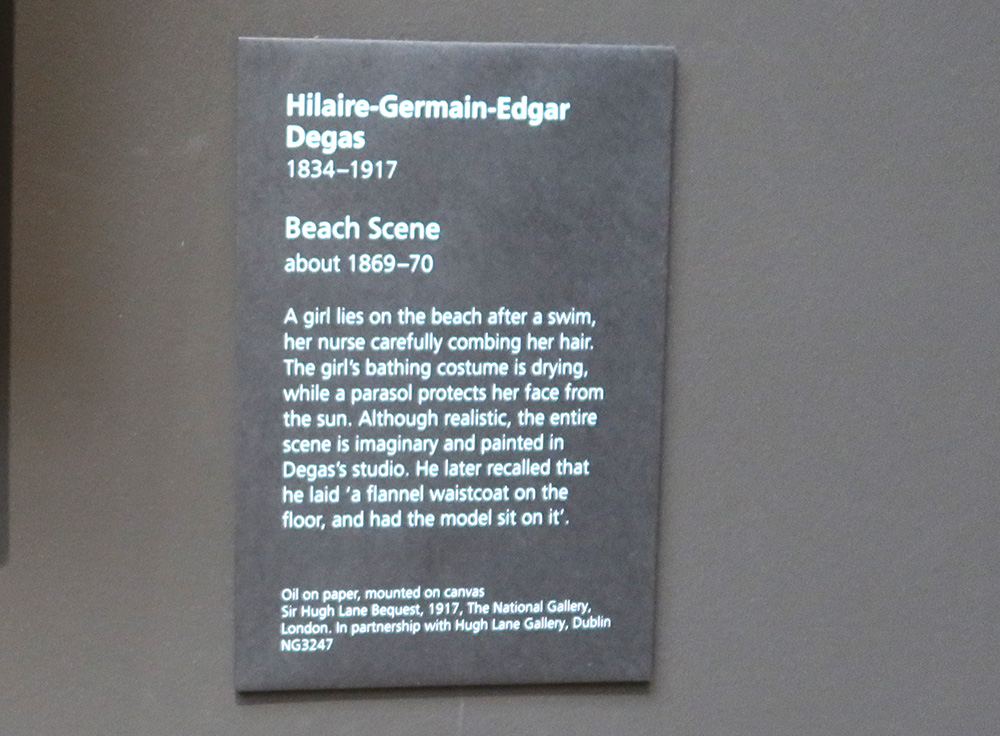 Hilaire-Germain-Edgar
Degas
1834–1917
Beach Scene
about 1869–70
A girl lies on the beach after a swim,
her nurse carefully combing her hair.
The girl's bathing costume is drying,
while a parasol protects her face from
the sun. Although realistic, the entire
scene is imaginary and painted in
Degas's studio. He later recalled that
he laid 'a flannel waistcoat on the
floor, and had the model sit on it'.
Oil on paper, mounted on canvas
Sir Hugh Lane Bequest, 1917, The National Gallery,
London. In partnership with Hugh Lane Gallery, Dublin
NG3247